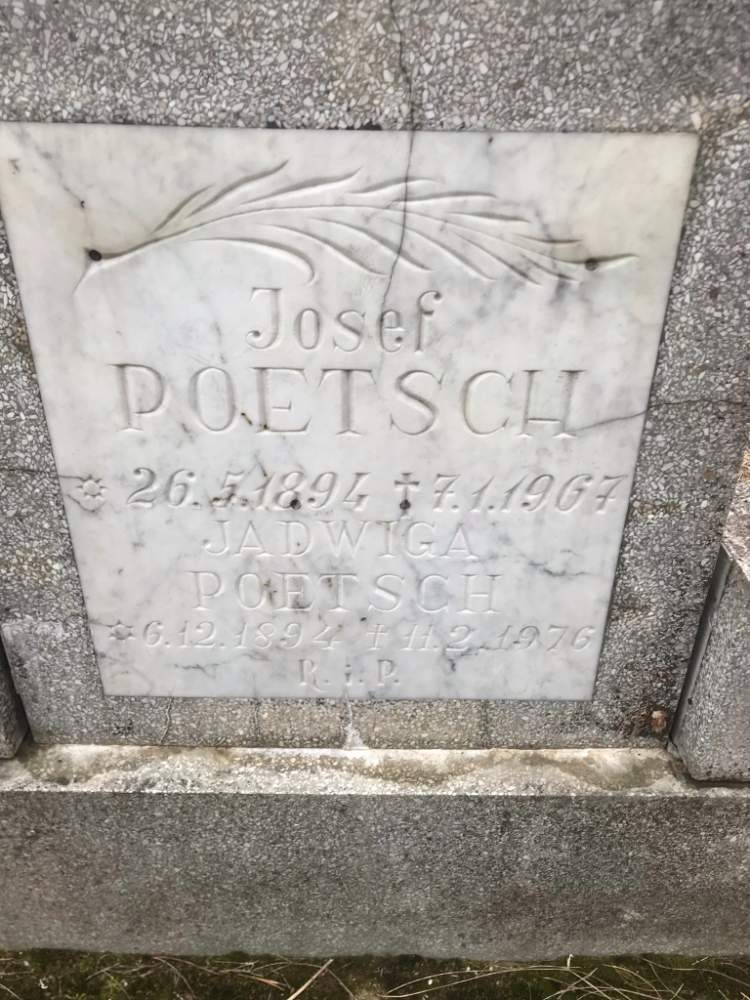 Josef
POETSCH
* 26.5.1894 ✝ 7.1.1967
JADWIGA
POETSCH
* 6.12.1894 ✝ 11.2.1976
R. i. P.